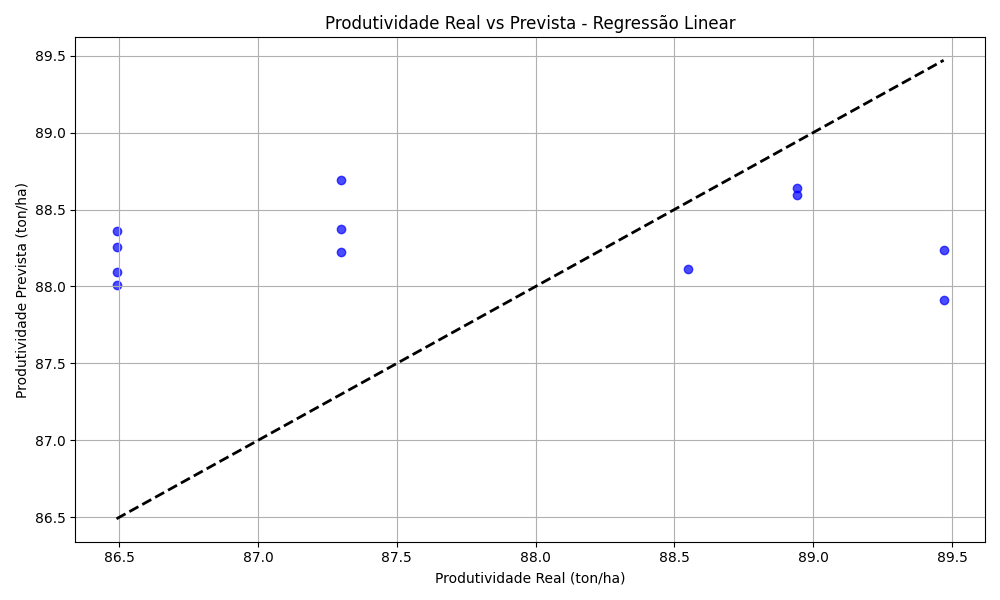 Produtividade Real vs Prevista - Regressão Linear
Produtividade Prevista (ton/ha)
89.5
89.0
88.5
88.0
87.5
87.0
86.5
86.5 87.0 87.5 88.0 88.5 89.0 89.5
Produtividade Real (ton/ha)